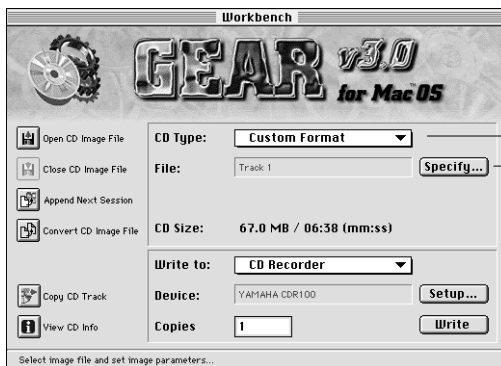 Workbench
GEAR v3.0
for Mac™OS
Open CD Image File
Close CD Image File
Append Next Session
Convert CD Image File
Copy CD Track
View CD Info
CD Type: Custom Format
File: Track 1 Specify...
CD Size: 67.0 MB / 06:38 (mm:ss)
Write to: CD Recorder
Device: YAMAHA CDR100 Setup...
Copies 1 Write
Select image file and set image parameters...